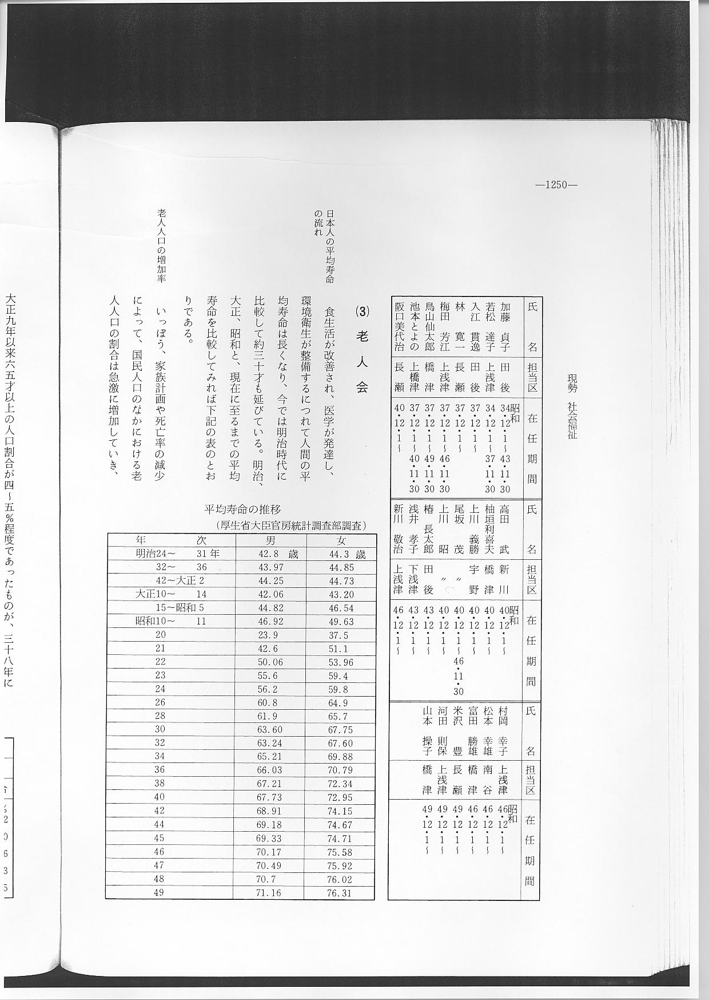 —1250—
現勢 社会福祉
氏名 担当区 在任期間
加藤 貞子 田後 昭和34・12・1～43・11・30
若松 達子 上浅津 34・12・1～37・11・30
入江 貫逸 田後 37・12・1～
林 寛一 長瀬 37・12・1～
梅田 芳江 上浅津 37・12・1～46・11・30
鳥山仙太郎 橋津 37・12・1～49・11・30
池本とよの 上橋津 37・12・1～40・11・30
阪口美代治 長瀬 40・12・1～
氏名 担当区 在任期間
高田 武 新川 昭和40・12・1～
柚垣利喜夫 橋津 40・12・1～
上川 義勝 宇野 40・12・1～
尾坂 茂 〃 40・12・1～46・11・30
上川 昭 〃 40・12・1～
椿 長太郎 田後 43・12・1～
浅井 孝子 下浅津 43・12・1～
新川 敬治 上浅津 46・12・1～
氏名 担当区 在任期間
村岡 幸子 上浅津 昭和46・12・1～
松本 幸雄 南谷 46・12・1～
富田 勝雄 橋津 46・12・1～
米沢 豊 長瀬 49・12・1～
河田 則保 上浅津 49・12・1～
山本 操子 橋津 49・12・1～
(3) 老人会
日本人の平均寿命
の流れ
食生活が改善され、医学が発達し、
環境衛生が整備するにつれて人間の平
均寿命は長くなり、今では明治時代に
比較して約三十才も延びている。明治、
大正、昭和と、現在に至るまでの平均
寿命を比較してみれば下記の表のとお
りである。
老人人口の増加率
いっぽう、家族計画や死亡率の減少
によって、国民人口のなかにおける老
人人口の割合は急激に増加していき、
平均寿命の推移
（厚生省大臣官房統計調査部調査）
年次 男 女
明治24～ 31年 42.8 歳 44.3 歳
32～ 36 43.97 44.85
42～大正2 44.25 44.73
大正10～ 14 42.06 43.20
15～昭和5 44.82 46.54
昭和10～ 11 46.92 49.63
20 23.9 37.5
21 42.6 51.1
22 50.06 53.96
23 55.6 59.4
24 56.2 59.8
26 60.8 64.9
28 61.9 65.7
30 63.60 67.75
32 63.24 67.60
34 65.21 69.88
36 66.03 70.79
38 67.21 72.34
40 67.73 72.95
42 68.91 74.15
44 69.18 74.67
45 69.33 74.71
46 70.17 75.58
47 70.49 75.92
48 70.7 76.02
49 71.16 76.31
大正九年以来六五才以上の人口割合が四～五％程度であったものが、三十八年に
2
0
6
3
5